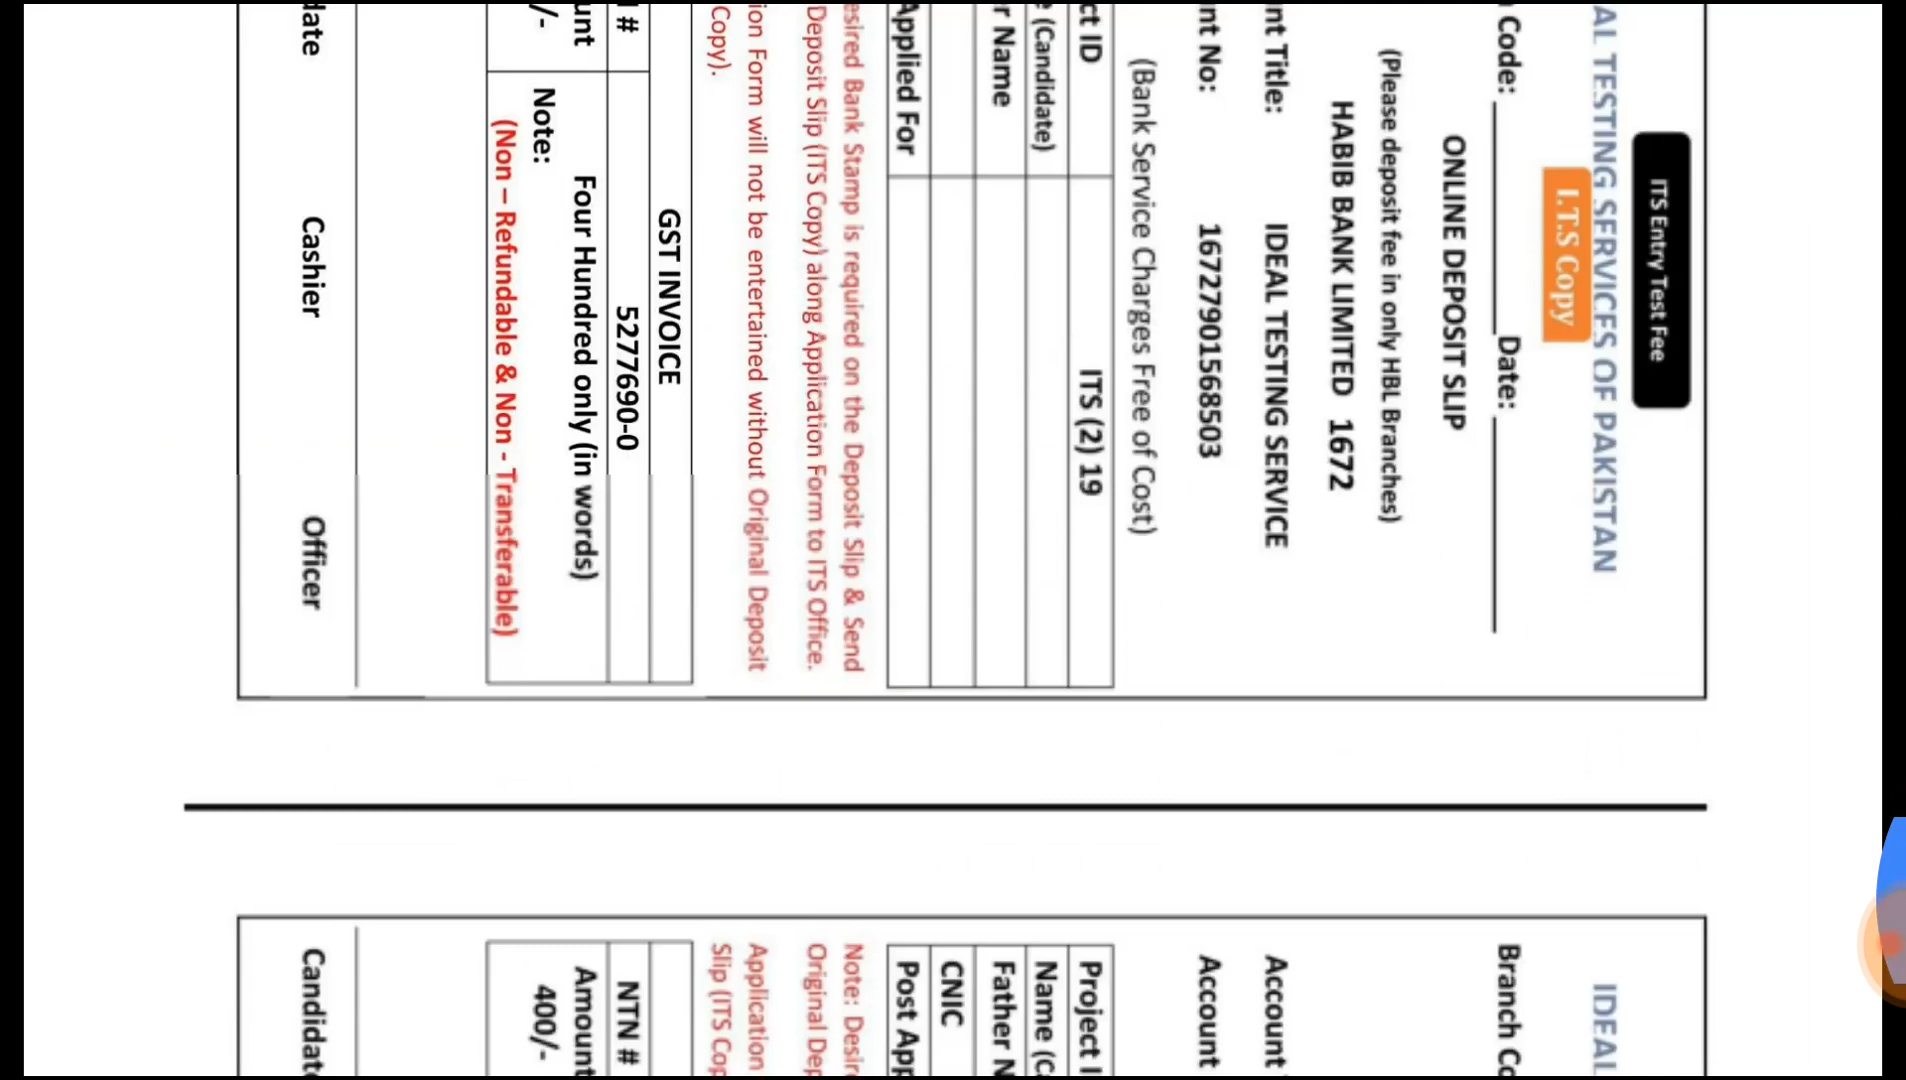 ITS Entry Test Fee
AL TESTING SERVICES OF PAKISTAN
I.T.S Copy
Code: Date:
ONLINE DEPOSIT SLIP
(Please deposit fee in only HBL Branches)
HABIB BANK LIMITED 1672
nt Title: IDEAL TESTING SERVICE
nt No: 16727901568503
(Bank Service Charges Free of Cost)
ct ID ITS (2) 19
e (Candidate)
r Name
Applied For
esired Bank Stamp is required on the Deposit Slip & Send
Deposit Slip (ITS Copy) along Application Form to ITS Office.
ion Form will not be entertained without Original Deposit
Copy).
GST INVOICE
# 5277690-0
unt Four Hundred only (in words)
/- Note:
(Non – Refundable & Non - Transferable)
date Cashier Officer
IDEAL
Branch Co
Account
Account
Project I
Name (Ca
Father N
CNIC
Post App
Note: Desire
Original Dep
Application
Slip (ITS Cop
NTN #
Amount
400/-
Candidat